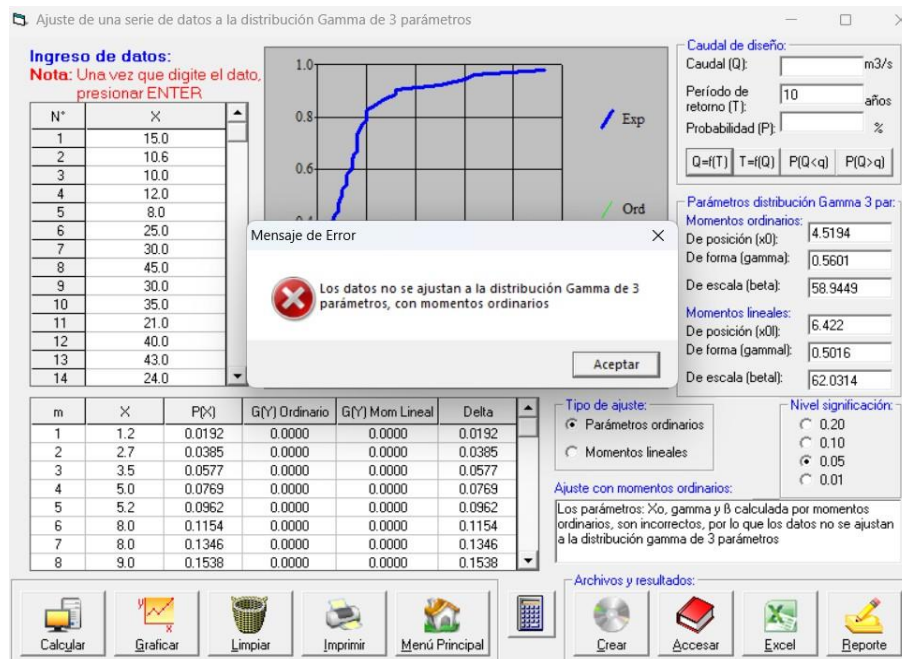 Ajuste de una serie de datos a la distribución Gamma de 3 parámetros
Ingreso de datos:
Nota: Una vez que digite el dato,
presionar ENTER
N° X
1 15.0
2 10.6
3 10.0
4 12.0
5 8.0
6 25.0
7 30.0
8 45.0
9 30.0
10 35.0
11 21.0
12 40.0
13 43.0
14 24.0
1.0
0.8
0.6
Exp
Ord
Mensaje de Error
Los datos no se ajustan a la distribución Gamma de 3
parámetros, con momentos ordinarios
Aceptar
Caudal de diseño:
Caudal (Q): m3/s
Período de
retorno (T): 10 años
Probabilidad (P): %
Q=f(T) T=f(Q) P(Q<q) P(Q>q)
Parámetros distribución Gamma 3 par:
Momentos ordinarios:
De posición (x0): 4.5194
De forma (gamma): 0.5601
De escala (beta): 58.9449
Momentos lineales:
De posición (x0l): 6.422
De forma (gammal): 0.5016
De escala (betal): 62.0314
m X P(X) G(Y) Ordinario G(Y) Mom Lineal Delta
1 1.2 0.0192 0.0000 0.0000 0.0192
2 2.7 0.0385 0.0000 0.0000 0.0385
3 3.5 0.0577 0.0000 0.0000 0.0577
4 5.0 0.0769 0.0000 0.0000 0.0769
5 5.2 0.0962 0.0000 0.0000 0.0962
6 8.0 0.1154 0.0000 0.0000 0.1154
7 8.0 0.1346 0.0000 0.0000 0.1346
8 9.0 0.1538 0.0000 0.0000 0.1538
Tipo de ajuste:
Parámetros ordinarios
Momentos lineales
Nivel significación:
0.20
0.10
0.05
0.01
Ajuste con momentos ordinarios:
Los parámetros: Xo, gamma y ß calculada por momentos
ordinarios, son incorrectos, por lo que los datos no se ajustan
a la distribución gamma de 3 parámetros
Archivos y resultados:
Calcular Graficar Limpiar Imprimir Menú Principal Crear Accesar Excel Reporte